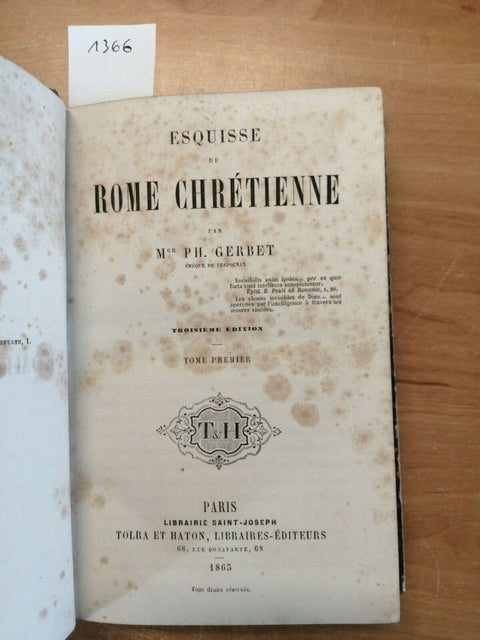 1366
ESQUISSE
DE
ROME CHRÉTIENNE
PAR
Mgr PH. GERBET
ÉVÊQUE DE PERPIGNAN
Invisibilia enim ipsius... per ea quæ
facta sunt intellecta conspiciuntur.
Epist. B. Pauli ad Romanos, 1, 20.
Les choses invisibles de Dieu... sont
aperçues par l'intelligence à travers les
œuvres visibles.
TROISIÈME ÉDITION
TOME PREMIER
T&H
PARIS
LIBRAIRIE SAINT-JOSEPH
TOLRA ET HATON, LIBRAIRES-ÉDITEURS
68, RUE BONAPARTE, 68
1865
Tous droits réservés.